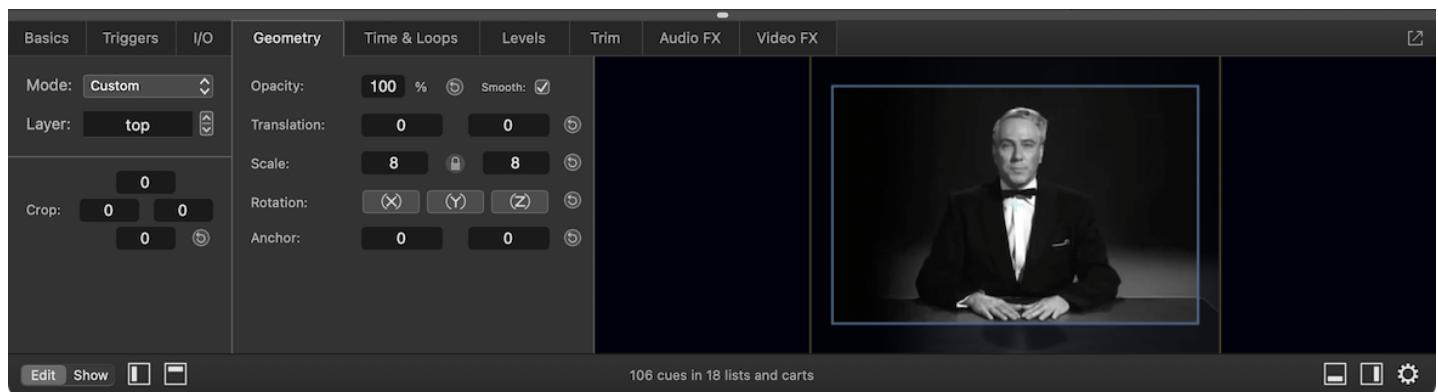 Basics Triggers I/O Geometry Time & Loops Levels Trim Audio FX Video FX
Mode: Custom
Layer: top
Crop: 0
0 0
0
Opacity: 100 % Smooth:
Translation: 0 0
Scale: 8 8
Rotation: (X) (Y) (Z)
Anchor: 0 0
Edit Show 106 cues in 18 lists and carts